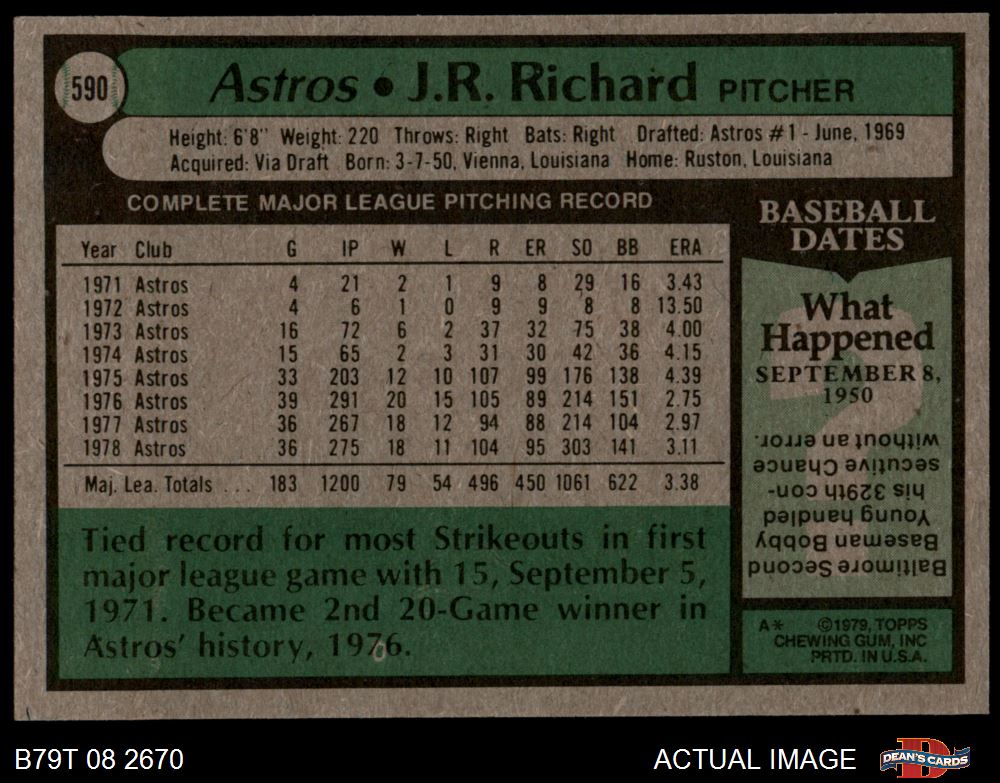 590
Astros • J.R. Richard PITCHER
Height: 6'8" Weight: 220 Throws: Right Bats: Right Drafted: Astros #1 - June, 1969
Acquired: Via Draft Born: 3-7-50, Vienna, Louisiana Home: Ruston, Louisiana
COMPLETE MAJOR LEAGUE PITCHING RECORD
Year Club G IP W L R ER SO BB ERA
1971 Astros 4 21 2 1 9 8 29 16 3.43
1972 Astros 4 6 1 0 9 9 8 8 13.50
1973 Astros 16 72 6 2 37 32 75 38 4.00
1974 Astros 15 65 2 3 31 30 42 36 4.15
1975 Astros 33 203 12 10 107 99 176 138 4.39
1976 Astros 39 291 20 15 105 89 214 151 2.75
1977 Astros 36 267 18 12 94 88 214 104 2.97
1978 Astros 36 275 18 11 104 95 303 141 3.11
Maj. Lea. Totals ... 183 1200 79 54 496 450 1061 622 3.38
Tied record for most Strikeouts in first
major league game with 15, September 5,
1971. Became 2nd 20-Game winner in
Astros' history, 1976.
BASEBALL
DATES
What
Happened
SEPTEMBER 8,
1950
Baltimore Second
Baseman Bobby
Young handled
his 329th con-
secutive Chance
without an error.
A* ©1979, TOPPS
CHEWING GUM, INC
PRTD. IN U.S.A.
B79T 08 2670
ACTUAL IMAGE
DEAN'S CARDS